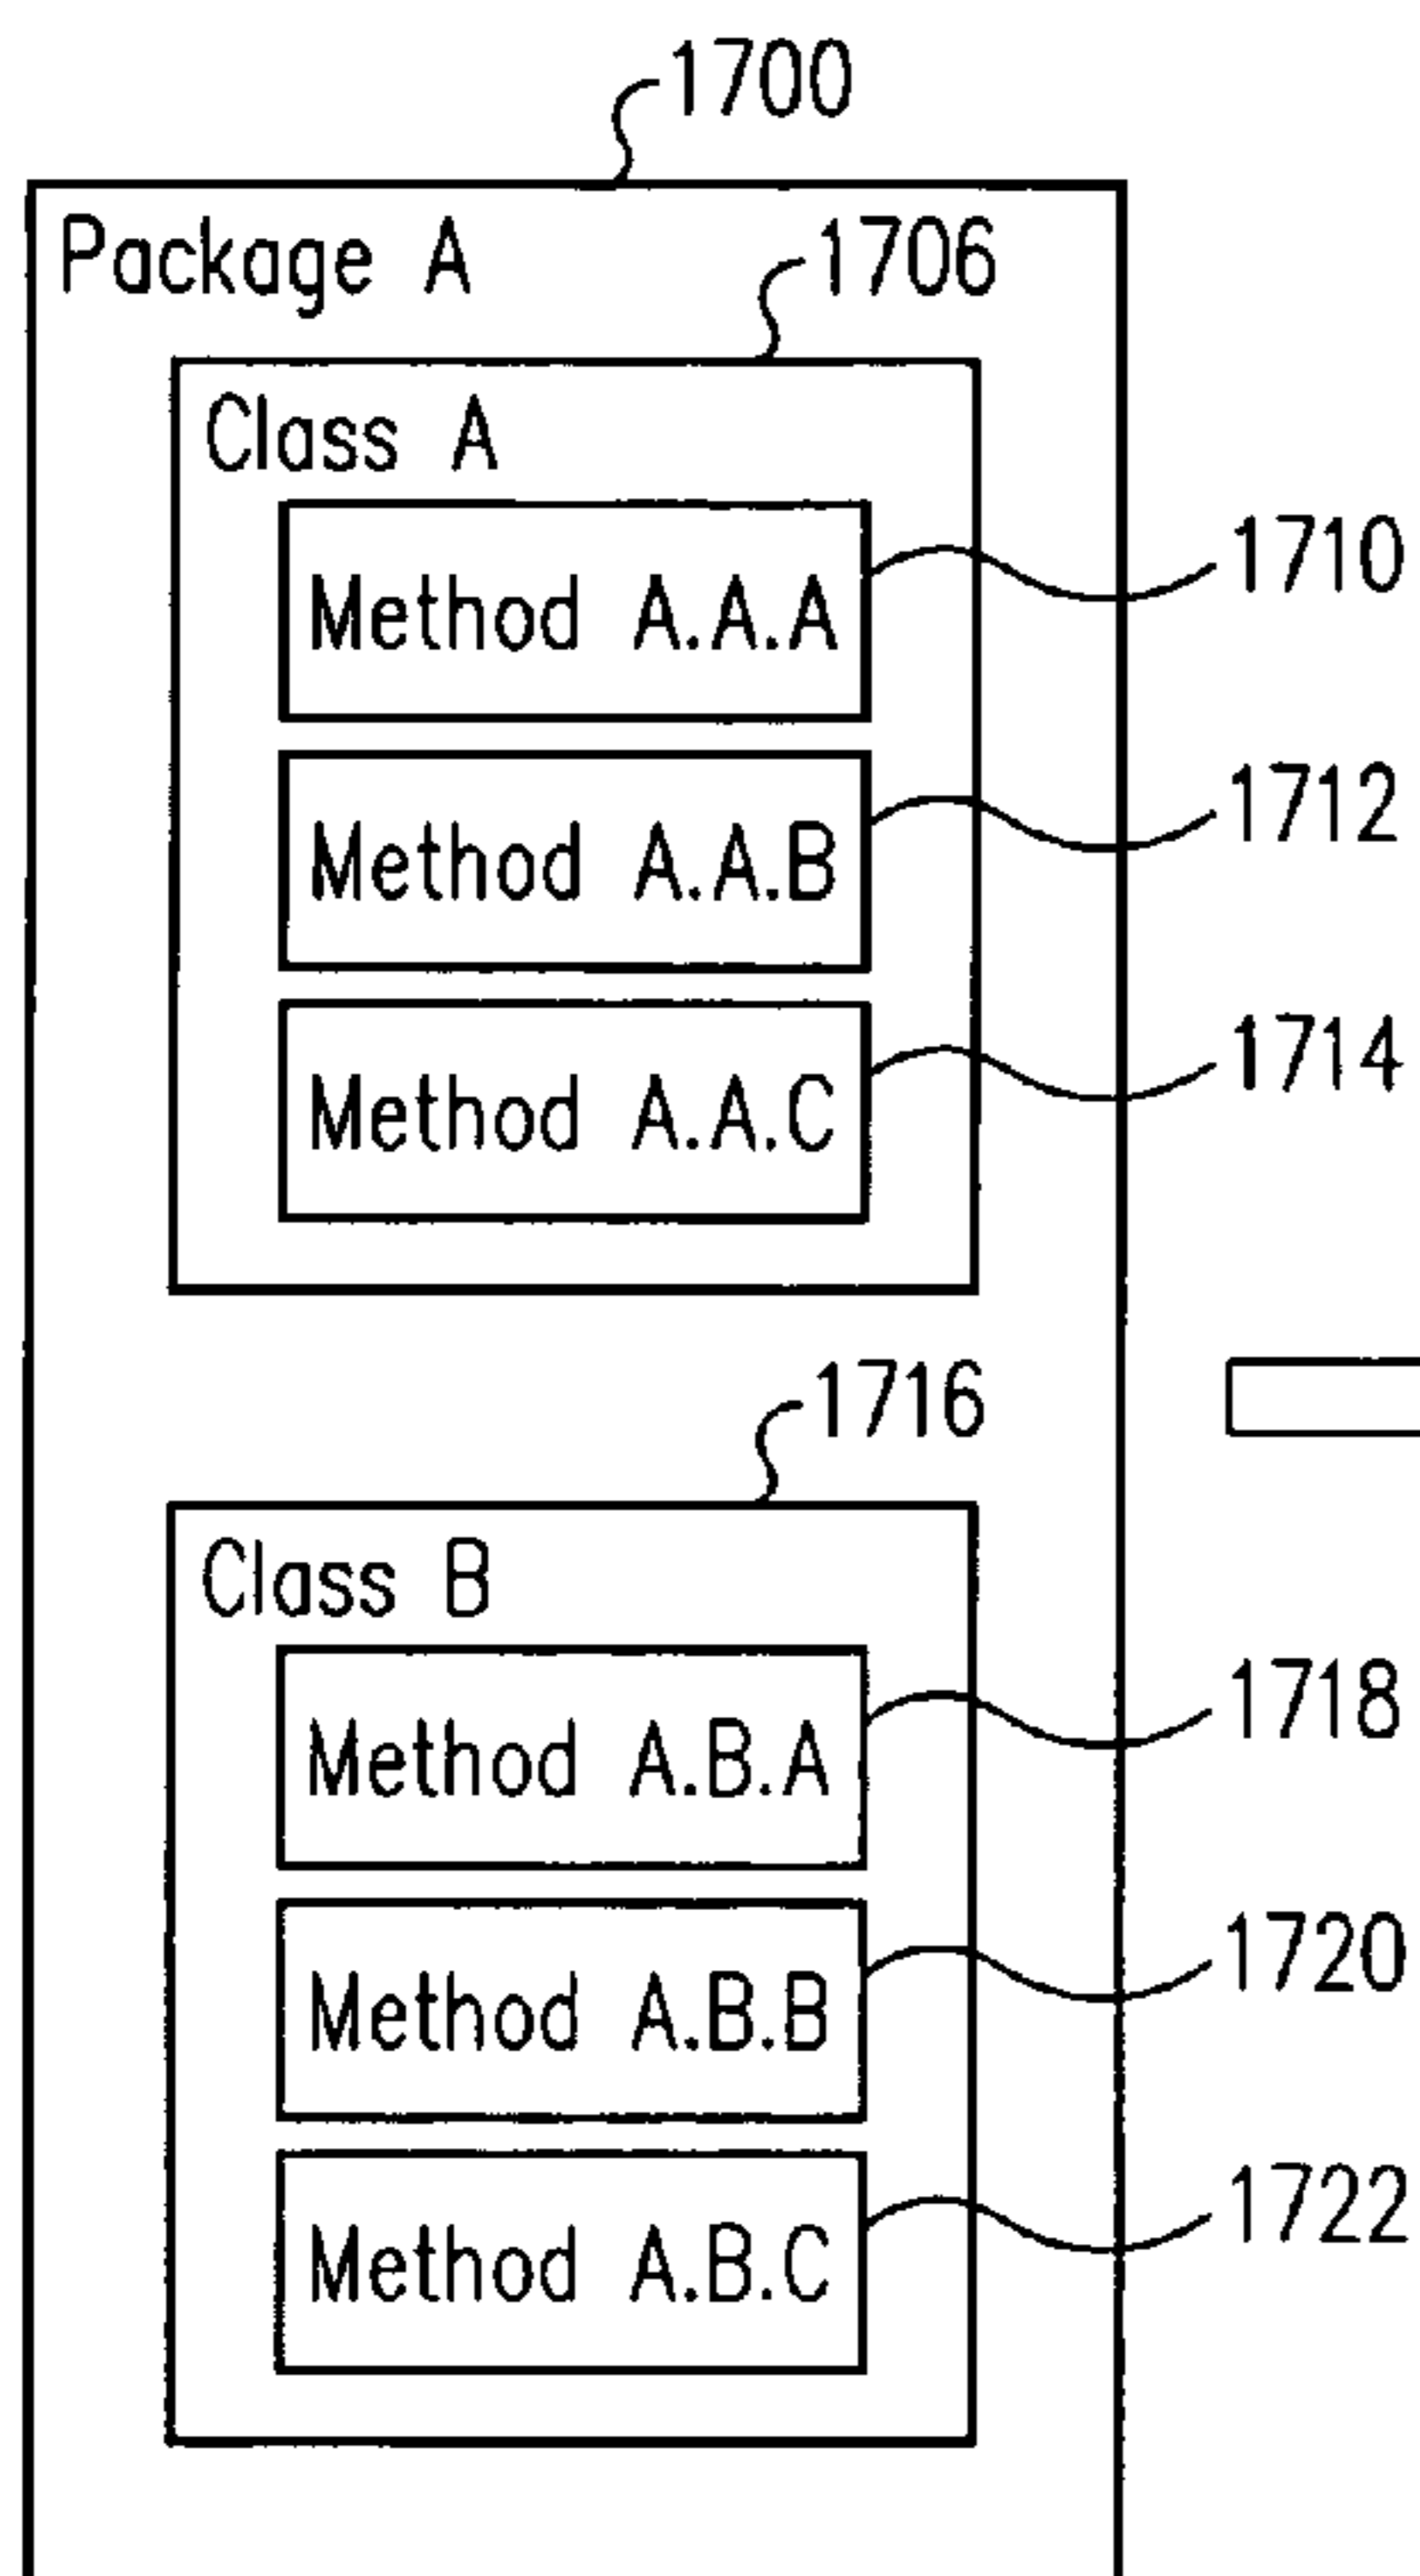 1700
Package A
1706
Class A
Method A.A.A
1710
Method A.A.B
1712
Method A.A.C
1714
1716
Class B
Method A.B.A
1718
Method A.B.B
1720
Method A.B.C
1722